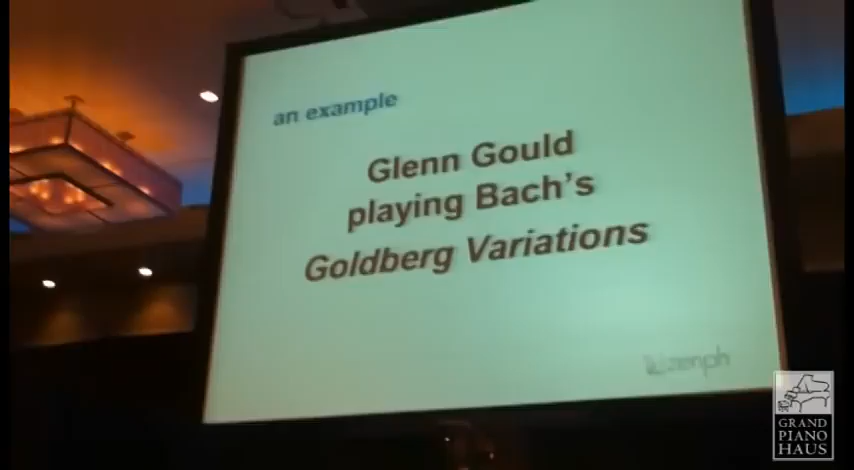 an example
Glenn Gould
playing Bach's
Goldberg Variations
zenph
GRAND
PIANO
HAUS